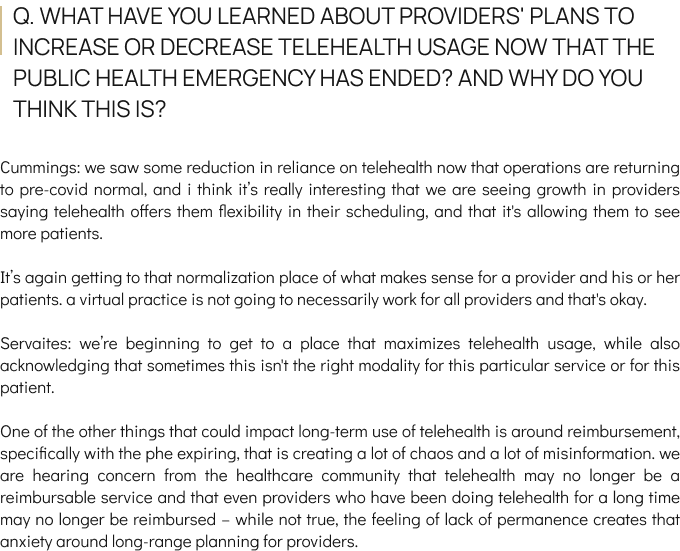 Q. WHAT HAVE YOU LEARNED ABOUT PROVIDERS' PLANS TO
INCREASE OR DECREASE TELEHEALTH USAGE NOW THAT THE
PUBLIC HEALTH EMERGENCY HAS ENDED? AND WHY DO YOU
THINK THIS IS?
Cummings: we saw some reduction in reliance on telehealth now that operations are returning
to pre-covid normal, and i think it's really interesting that we are seeing growth in providers
saying telehealth offers them flexibility in their scheduling, and that it's allowing them to see
more patients.
It's again getting to that normalization place of what makes sense for a provider and his or her
patients. a virtual practice is not going to necessarily work for all providers and that's okay.
Servaites: we're beginning to get to a place that maximizes telehealth usage, while also
acknowledging that sometimes this isn't the right modality for this particular service or for this
patient.
One of the other things that could impact long-term use of telehealth is around reimbursement,
specifically with the phe expiring, that is creating a lot of chaos and a lot of misinformation. we
are hearing concern from the healthcare community that telehealth may no longer be a
reimbursable service and that even providers who have been doing telehealth for a long time
may no longer be reimbursed – while not true, the feeling of lack of permanence creates that
anxiety around long-range planning for providers.